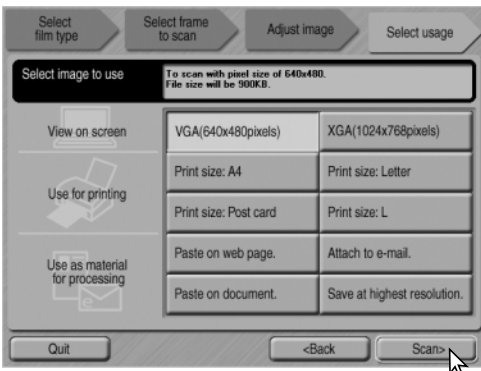 Select
film type
Select frame
to scan
Adjust image
Select usage
Select image to use
To scan with pixel size of 640x480.
File size will be 900KB.
View on screen
VGA(640x480pixels)
XGA(1024x768pixels)
Use for printing
Print size: A4
Print size: Letter
Print size: Post card
Print size: L
Use as material
for processing
Paste on web page.
Attach to e-mail.
Paste on document.
Save at highest resolution.
Quit
<Back
Scan>